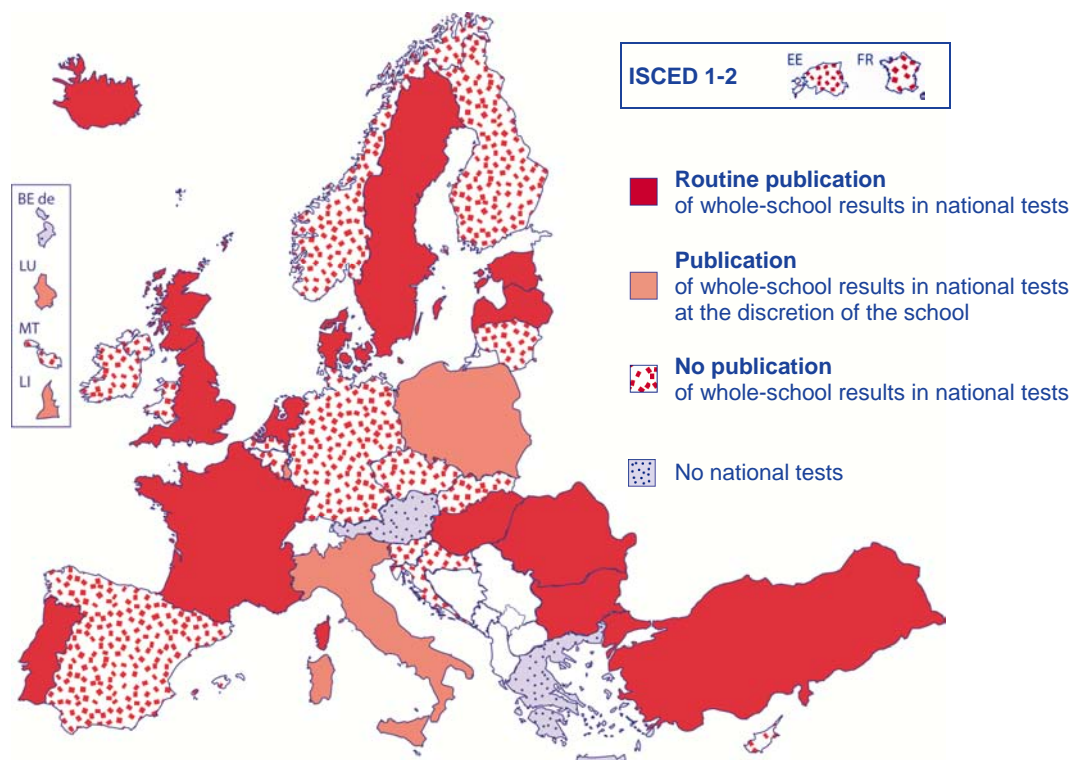 ISCED 1-2
EE
FR
BE de
LU
MT
LI
Routine publication
of whole-school results in national tests
Publication
of whole-school results in national tests
at the discretion of the school
No publication
of whole-school results in national tests
No national tests